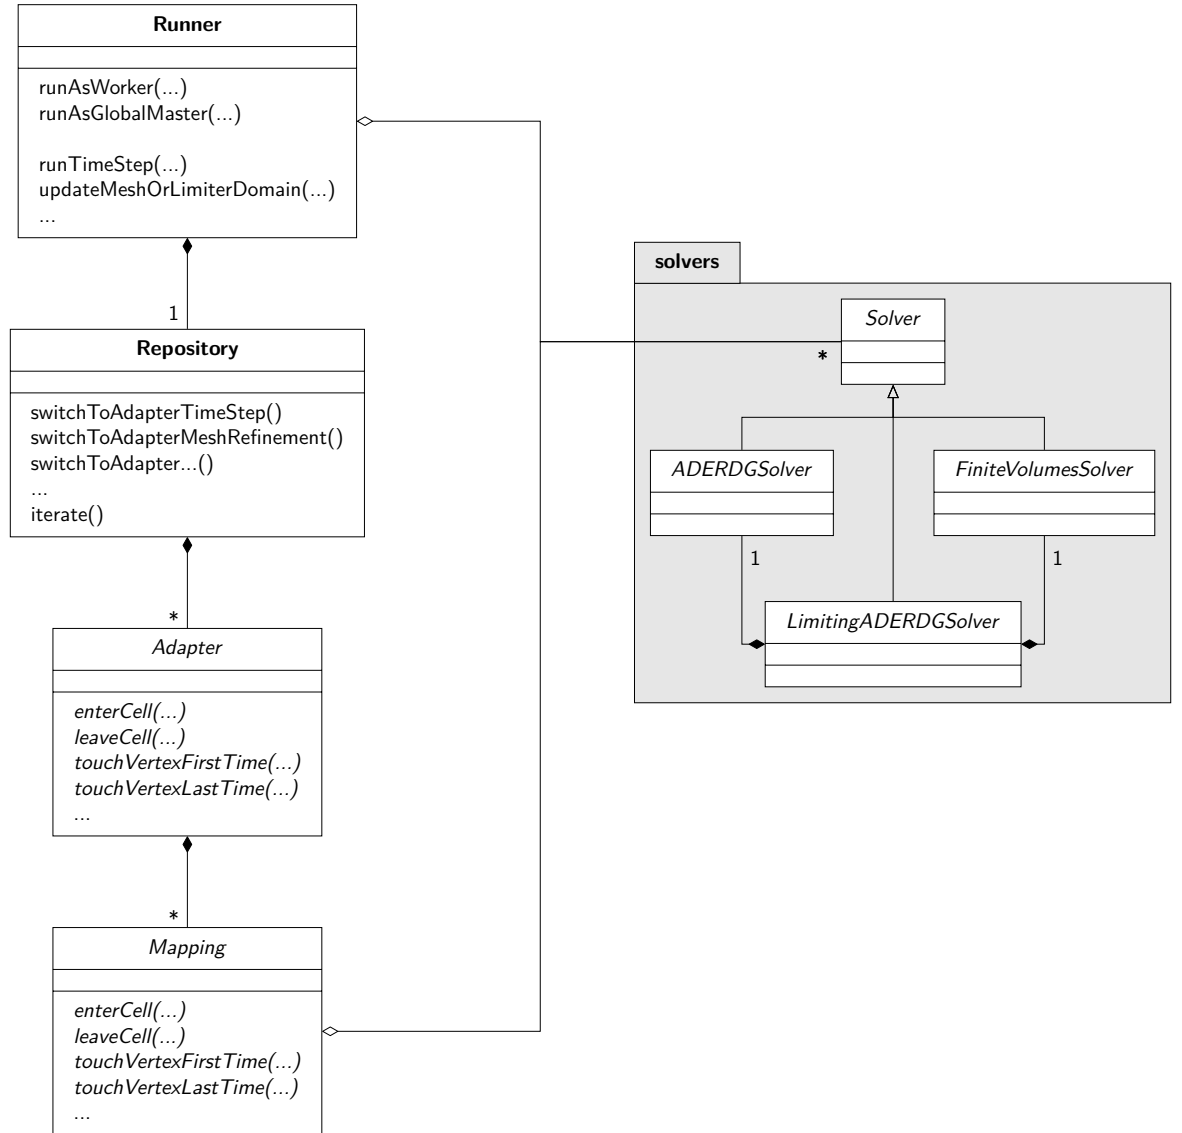 Runner
runAsWorker(...)
runAsGlobalMaster(...)
runTimeStep(...)
updateMeshOrLimiterDomain(...)
...
1
Repository
switchToAdapterTimeStep()
switchToAdapterMeshRefinement()
switchToAdapter...()
...
iterate()
*
Adapter
enterCell(...)
leaveCell(...)
touchVertexFirstTime(...)
touchVertexLastTime(...)
...
*
Mapping
enterCell(...)
leaveCell(...)
touchVertexFirstTime(...)
touchVertexLastTime(...)
...
solvers
Solver
*
ADERDGSolver
FiniteVolumesSolver
1
1
LimitingADERDGSolver